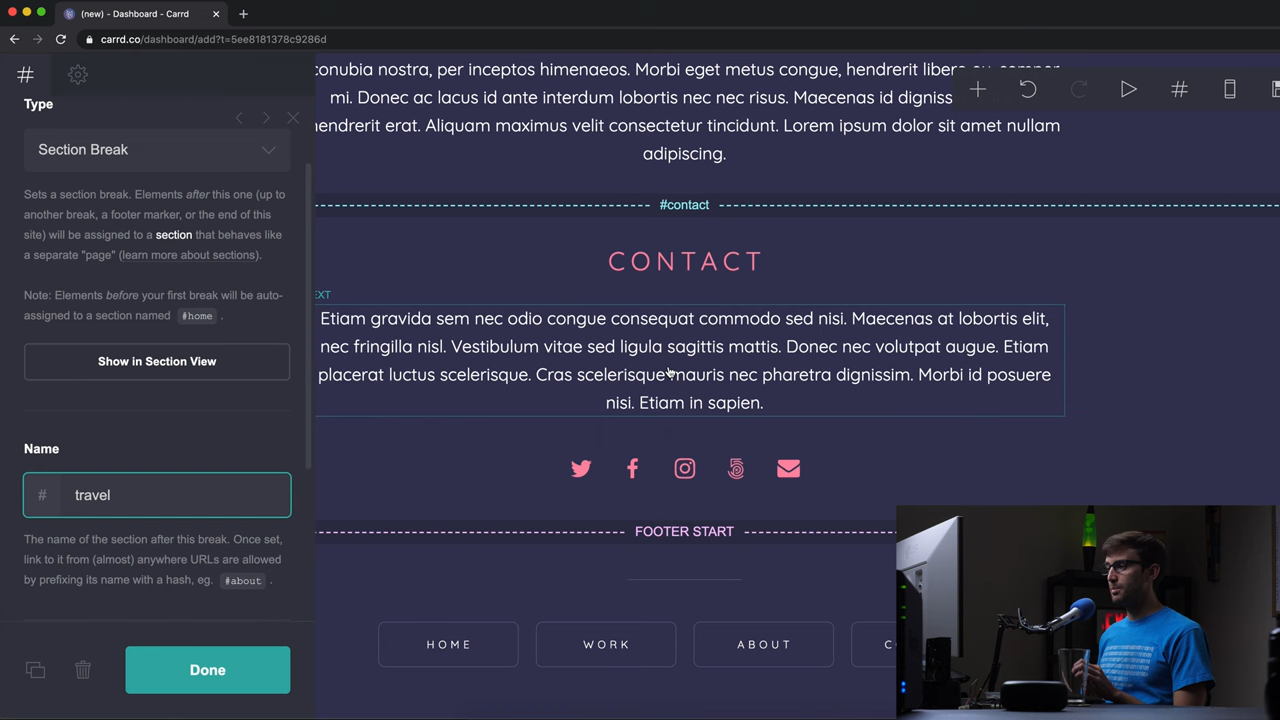 (new) - Dashboard - Carrd
carrd.co/dashboard/add?t=5ee8181378c9286d
Type
Section Break
Sets a section break. Elements after this one (up to
another break, a footer marker, or the end of this
site) will be assigned to a section that behaves like
a separate "page" (learn more about sections).
Note: Elements before your first break will be auto-
assigned to a section named #home .
Show in Section View
Name
# travel
The name of the section after this break. Once set,
link to it from (almost) anywhere URLs are allowed
by prefixing its name with a hash, eg. #about .
Done
conubia nostra, per inceptos himenaeos. Morbi eget metus congue, hendrerit libero eu, semper
mi. Donec ac lacus id ante interdum lobortis nec nec risus. Maecenas id digniss
hendrerit erat. Aliquam maximus velit consectetur tincidunt. Lorem ipsum dolor sit amet nullam
adipiscing.
#contact
CONTACT
EXT
Etiam gravida sem nec odio congue consequat commodo sed nisi. Maecenas at lobortis elit,
nec fringilla nisl. Vestibulum vitae sed ligula sagittis mattis. Donec nec volutpat augue. Etiam
placerat luctus scelerisque. Cras scelerisque mauris nec pharetra dignissim. Morbi id posuere
nisi. Etiam in sapien.
FOOTER START
HOME
WORK
ABOUT
C